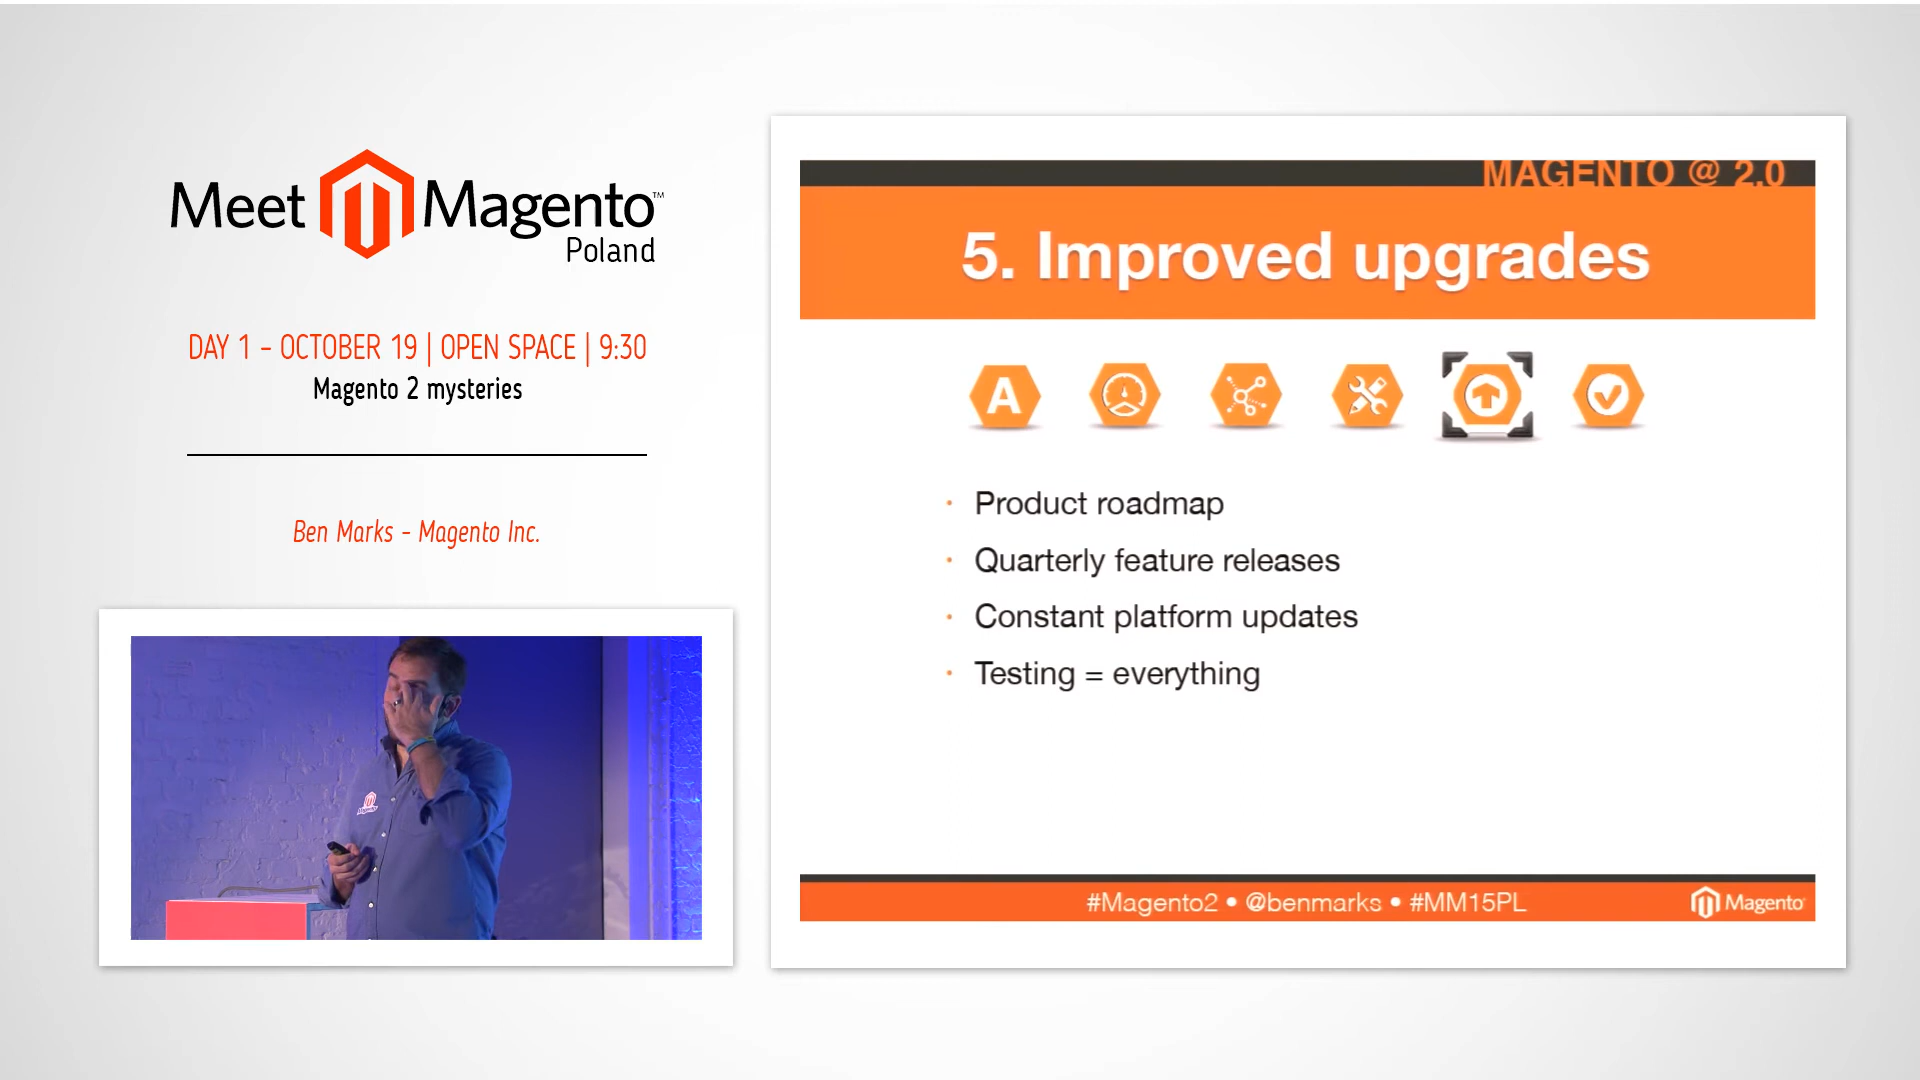 Meet Magento™
Poland
DAY 1 - OCTOBER 19 | OPEN SPACE | 9:30
Magento 2 mysteries
Ben Marks - Magento Inc.
Magento
MAGENTO @ 2.0
5. Improved upgrades
A
· Product roadmap
· Quarterly feature releases
· Constant platform updates
· Testing = everything
#Magento2 • @benmarks • #MM15PL
Magento